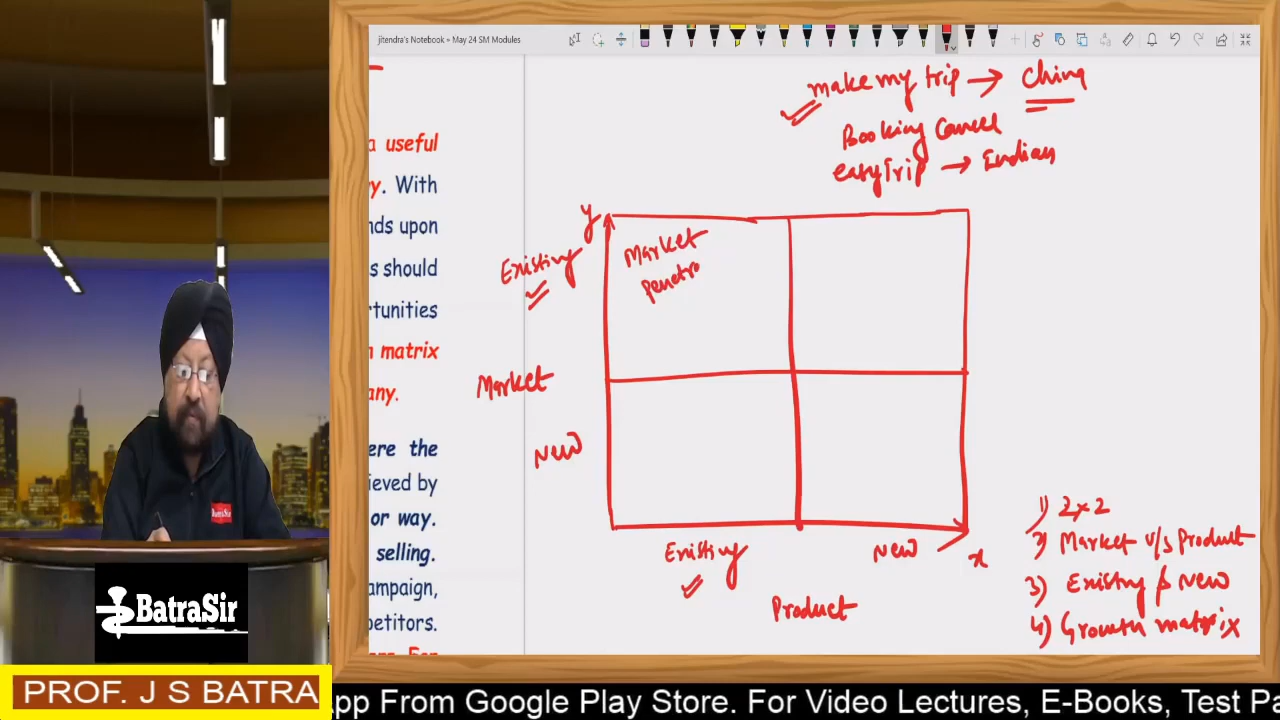 jitendra's Notebook » May 24 SM Modules
a useful
y. With
nds upon
s should
rtunities
n matrix
any.
ere the
ieved by
or way.
selling.
ampaign,
petitors.
make my trip → China
Booking Cancel
easyTrip → Indian
y
Existing
Market
penetra
Market
New
Existing
New
x
Product
1) 2x2
2) Market v/s Product
3) Existing & New
4) Growth matrix
BatraSir
BatraSir
PROF. J S BATRA
pp From Google Play Store. For Video Lectures, E-Books, Test Pa